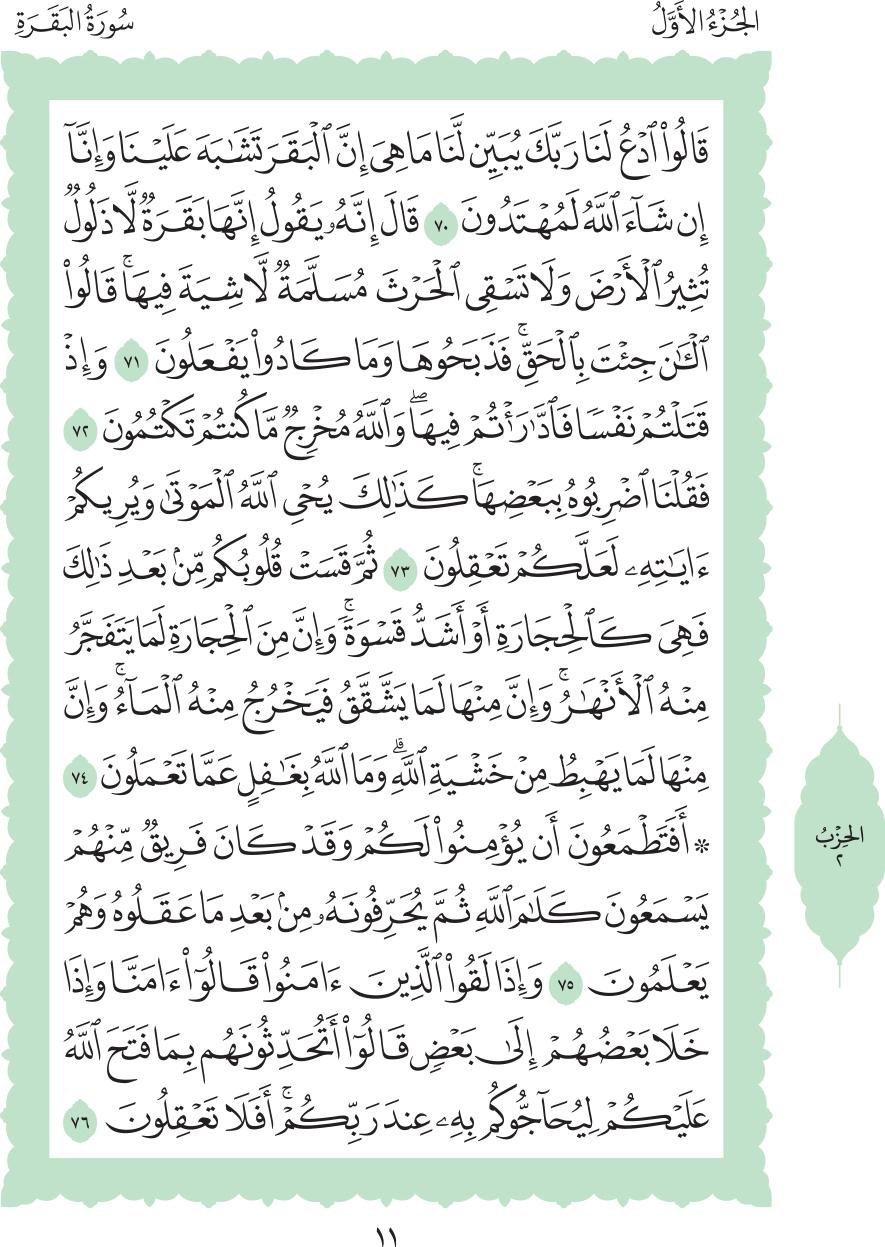 الجُزْءُ الأَوَّلُ
سُورَةُ البَقَرَةِ
قَالُوا۟ ٱدۡعُ لَنَا رَبَّكَ يُبَيِّن لَّنَا مَا هِيَ إِنَّ ٱلۡبَقَرَ تَشَٰبَهَ عَلَيۡنَا وَإِنَّآ
إِن شَآءَ ٱللَّهُ لَمُهۡتَدُونَ ٧٠ قَالَ إِنَّهُۥ يَقُولُ إِنَّهَا بَقَرَةٞ لَّا ذَلُولٞ
تُثِيرُ ٱلۡأَرۡضَ وَلَا تَسۡقِي ٱلۡحَرۡثَ مُسَلَّمَةٞ لَّا شِيَةَ فِيهَاۚ قَالُوا۟
ٱلۡـَٰٔنَ جِئۡتَ بِٱلۡحَقِّۚ فَذَبَحُوهَا وَمَا كَادُوا۟ يَفۡعَلُونَ ٧١ وَإِذۡ
قَتَلۡتُمۡ نَفۡسٗا فَٱدَّٰرَٰٔتُمۡ فِيهَاۖ وَٱللَّهُ مُخۡرِجٞ مَّا كُنتُمۡ تَكۡتُمُونَ ٧٢
فَقُلۡنَا ٱضۡرِبُوهُ بِبَعۡضِهَاۚ كَذَٰلِكَ يُحۡيِ ٱللَّهُ ٱلۡمَوۡتَىٰ وَيُرِيكُمۡ
ءَايَٰتِهِۦ لَعَلَّكُمۡ تَعۡقِلُونَ ٧٣ ثُمَّ قَسَتۡ قُلُوبُكُم مِّنۢ بَعۡدِ ذَٰلِكَ
فَهِيَ كَٱلۡحِجَارَةِ أَوۡ أَشَدُّ قَسۡوَةٗۚ وَإِنَّ مِنَ ٱلۡحِجَارَةِ لَمَا يَتَفَجَّرُ
مِنۡهُ ٱلۡأَنۡهَٰرُۚ وَإِنَّ مِنۡهَا لَمَا يَشَّقَّقُ فَيَخۡرُجُ مِنۡهُ ٱلۡمَآءُۚ وَإِنَّ
مِنۡهَا لَمَا يَهۡبِطُ مِنۡ خَشۡيَةِ ٱللَّهِۗ وَمَا ٱللَّهُ بِغَٰفِلٍ عَمَّا تَعۡمَلُونَ ٧٤
۞ أَفَتَطۡمَعُونَ أَن يُؤۡمِنُوا۟ لَكُمۡ وَقَدۡ كَانَ فَرِيقٞ مِّنۡهُمۡ
يَسۡمَعُونَ كَلَٰمَ ٱللَّهِ ثُمَّ يُحَرِّفُونَهُۥ مِنۢ بَعۡدِ مَا عَقَلُوهُ وَهُمۡ
يَعۡلَمُونَ ٧٥ وَإِذَا لَقُوا۟ ٱلَّذِينَ ءَامَنُوا۟ قَالُوٓا۟ ءَامَنَّا وَإِذَا
خَلَا بَعۡضُهُمۡ إِلَىٰ بَعۡضٖ قَالُوٓا۟ أَتُحَدِّثُونَهُم بِمَا فَتَحَ ٱللَّهُ
عَلَيۡكُمۡ لِيُحَآجُّوكُم بِهِۦ عِندَ رَبِّكُمۡۚ أَفَلَا تَعۡقِلُونَ ٧٦
الحِزْبُ
٢
١١